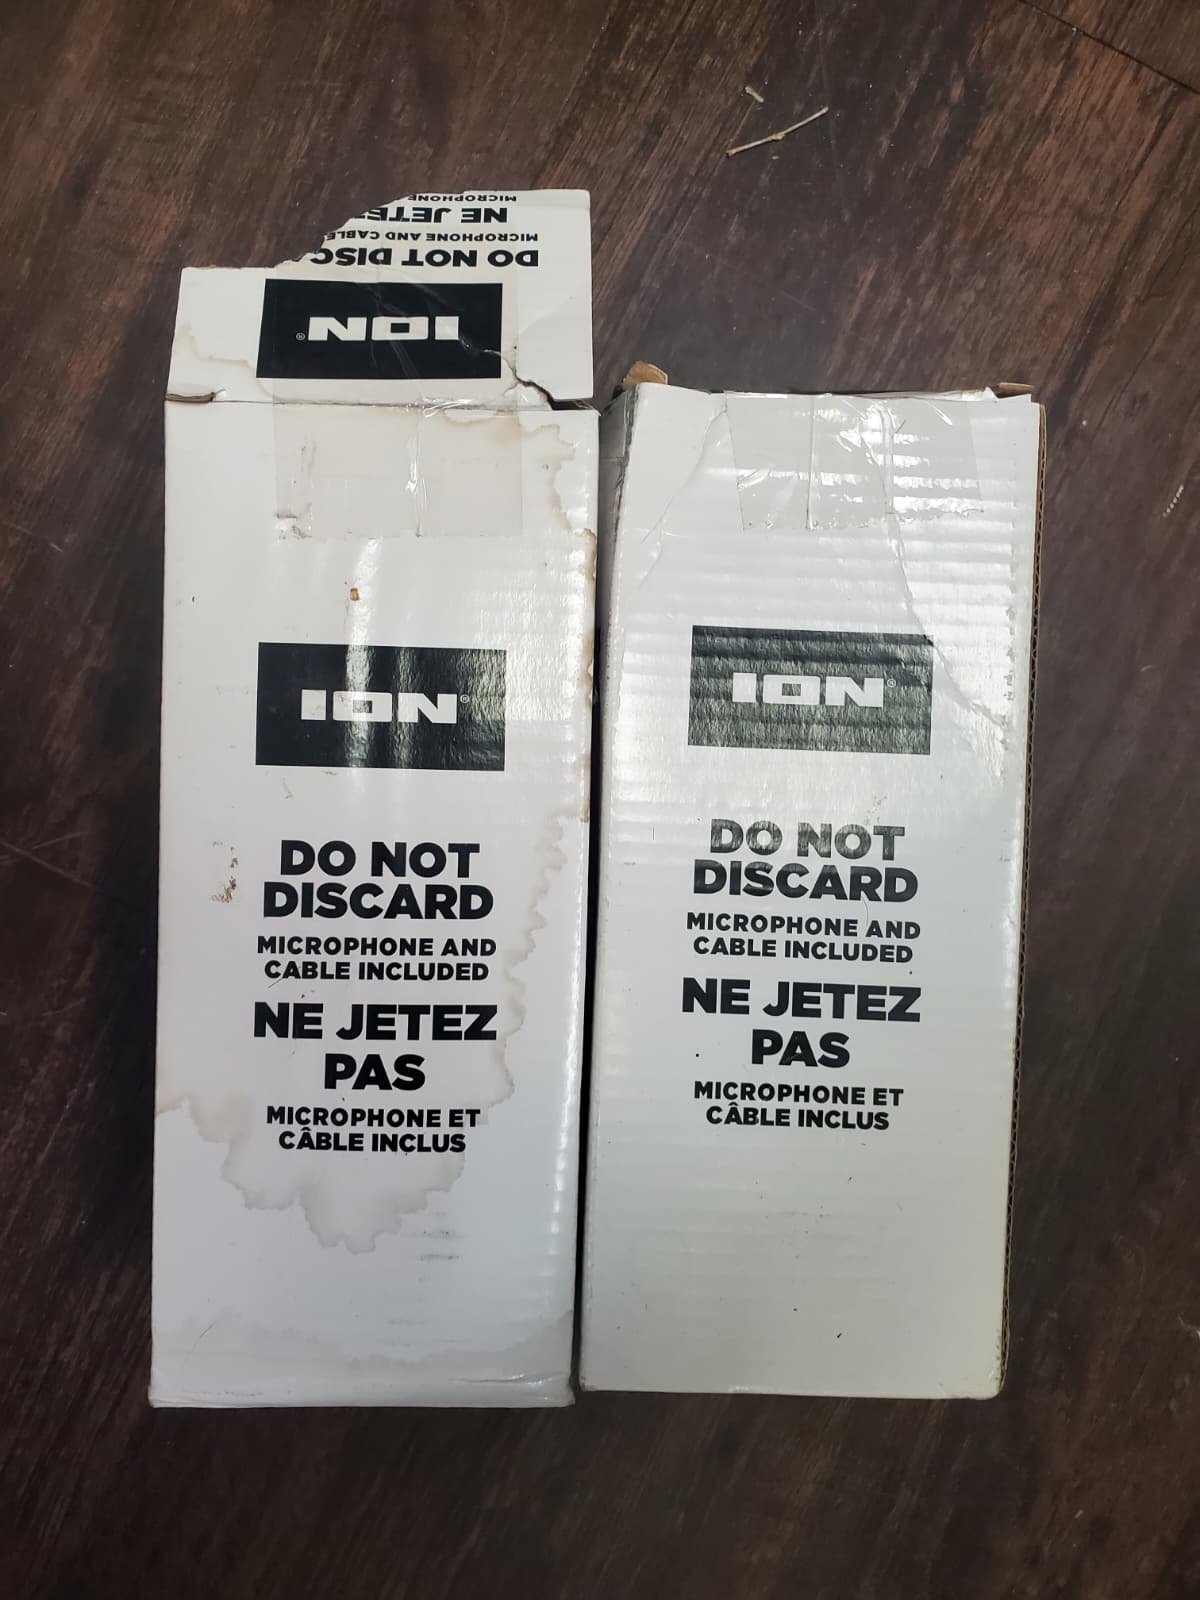 MICROPHONE
NE JETE
MICROPHONE AND CABLE
DO NOT DISC
ION®
ION®
DO NOT
DISCARD
MICROPHONE AND
CABLE INCLUDED
NE JETEZ
PAS
MICROPHONE ET
CÂBLE INCLUS
ION®
DO NOT
DISCARD
MICROPHONE AND
CABLE INCLUDED
NE JETEZ
PAS
MICROPHONE ET
CÂBLE INCLUS